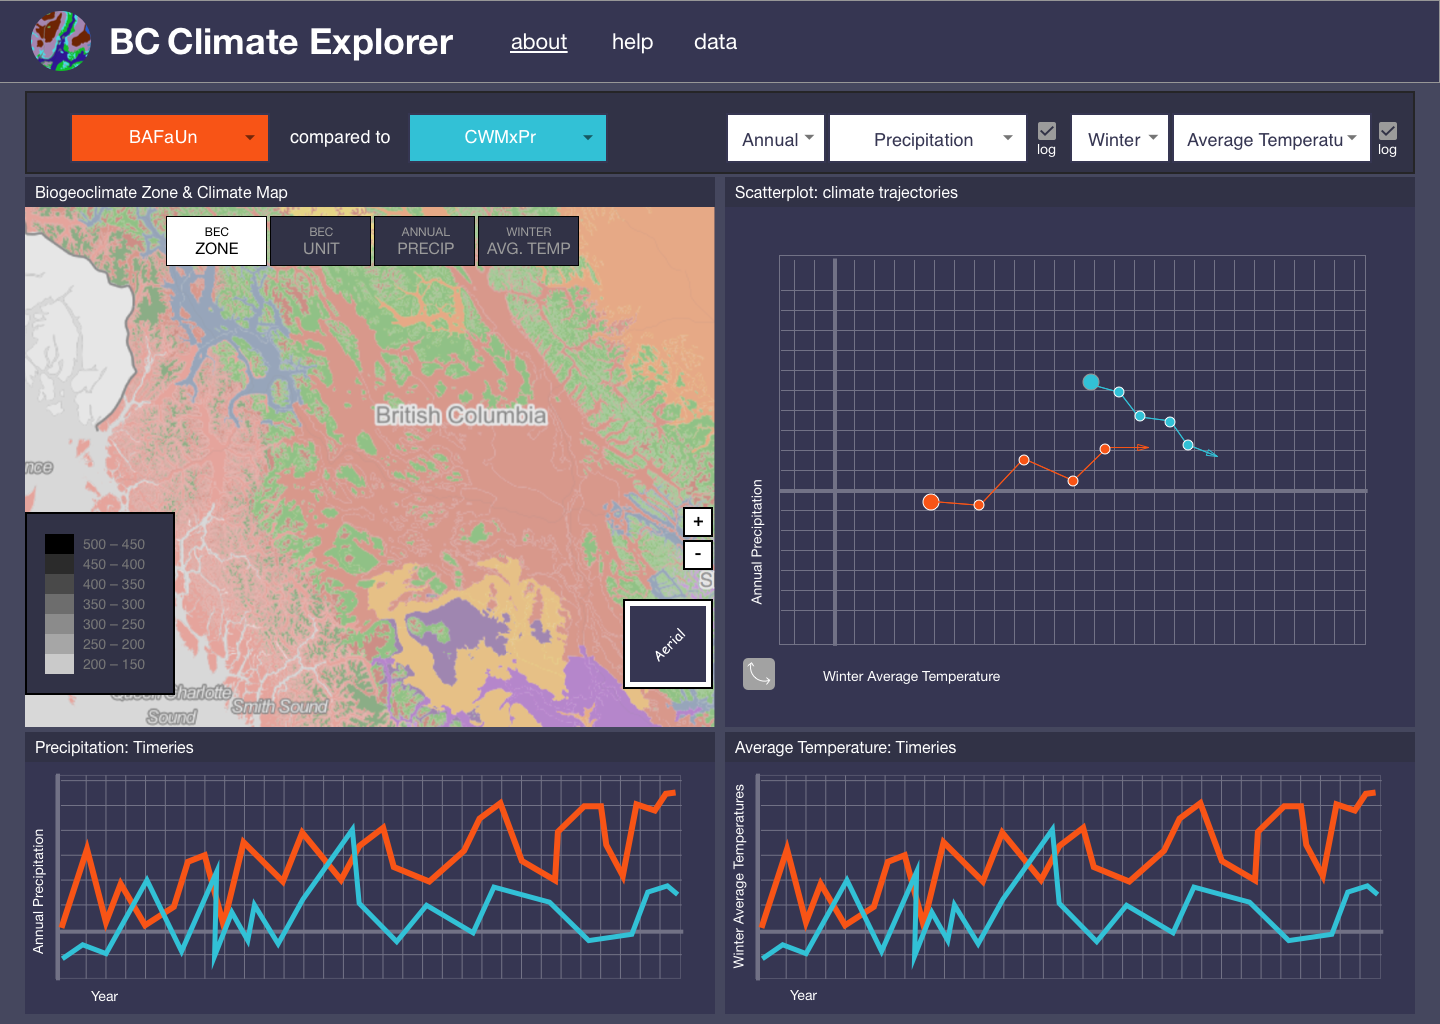 BC Climate Explorer
about
help
data
BAFaUn
compared to
CWMxPr
Annual
Precipitation
log
Winter
Average Temperatu
log
Biogeoclimate Zone & Climate Map
BEC
ZONE
BEC
UNIT
ANNUAL
PRECIP
WINTER
AVG. TEMP
British Columbia
nce
500 – 450
450 – 400
400 – 350
350 – 300
300 – 250
250 – 200
200 – 150
+
-
S
Aerial
Queen Charlotte
Sound
Smith Sound
Scatterplot: climate trajectories
Annual Precipitation
Winter Average Temperature
Precipitation: Timeries
Annual Precipitation
Year
Average Temperature: Timeries
Winter Average Temperatures
Year